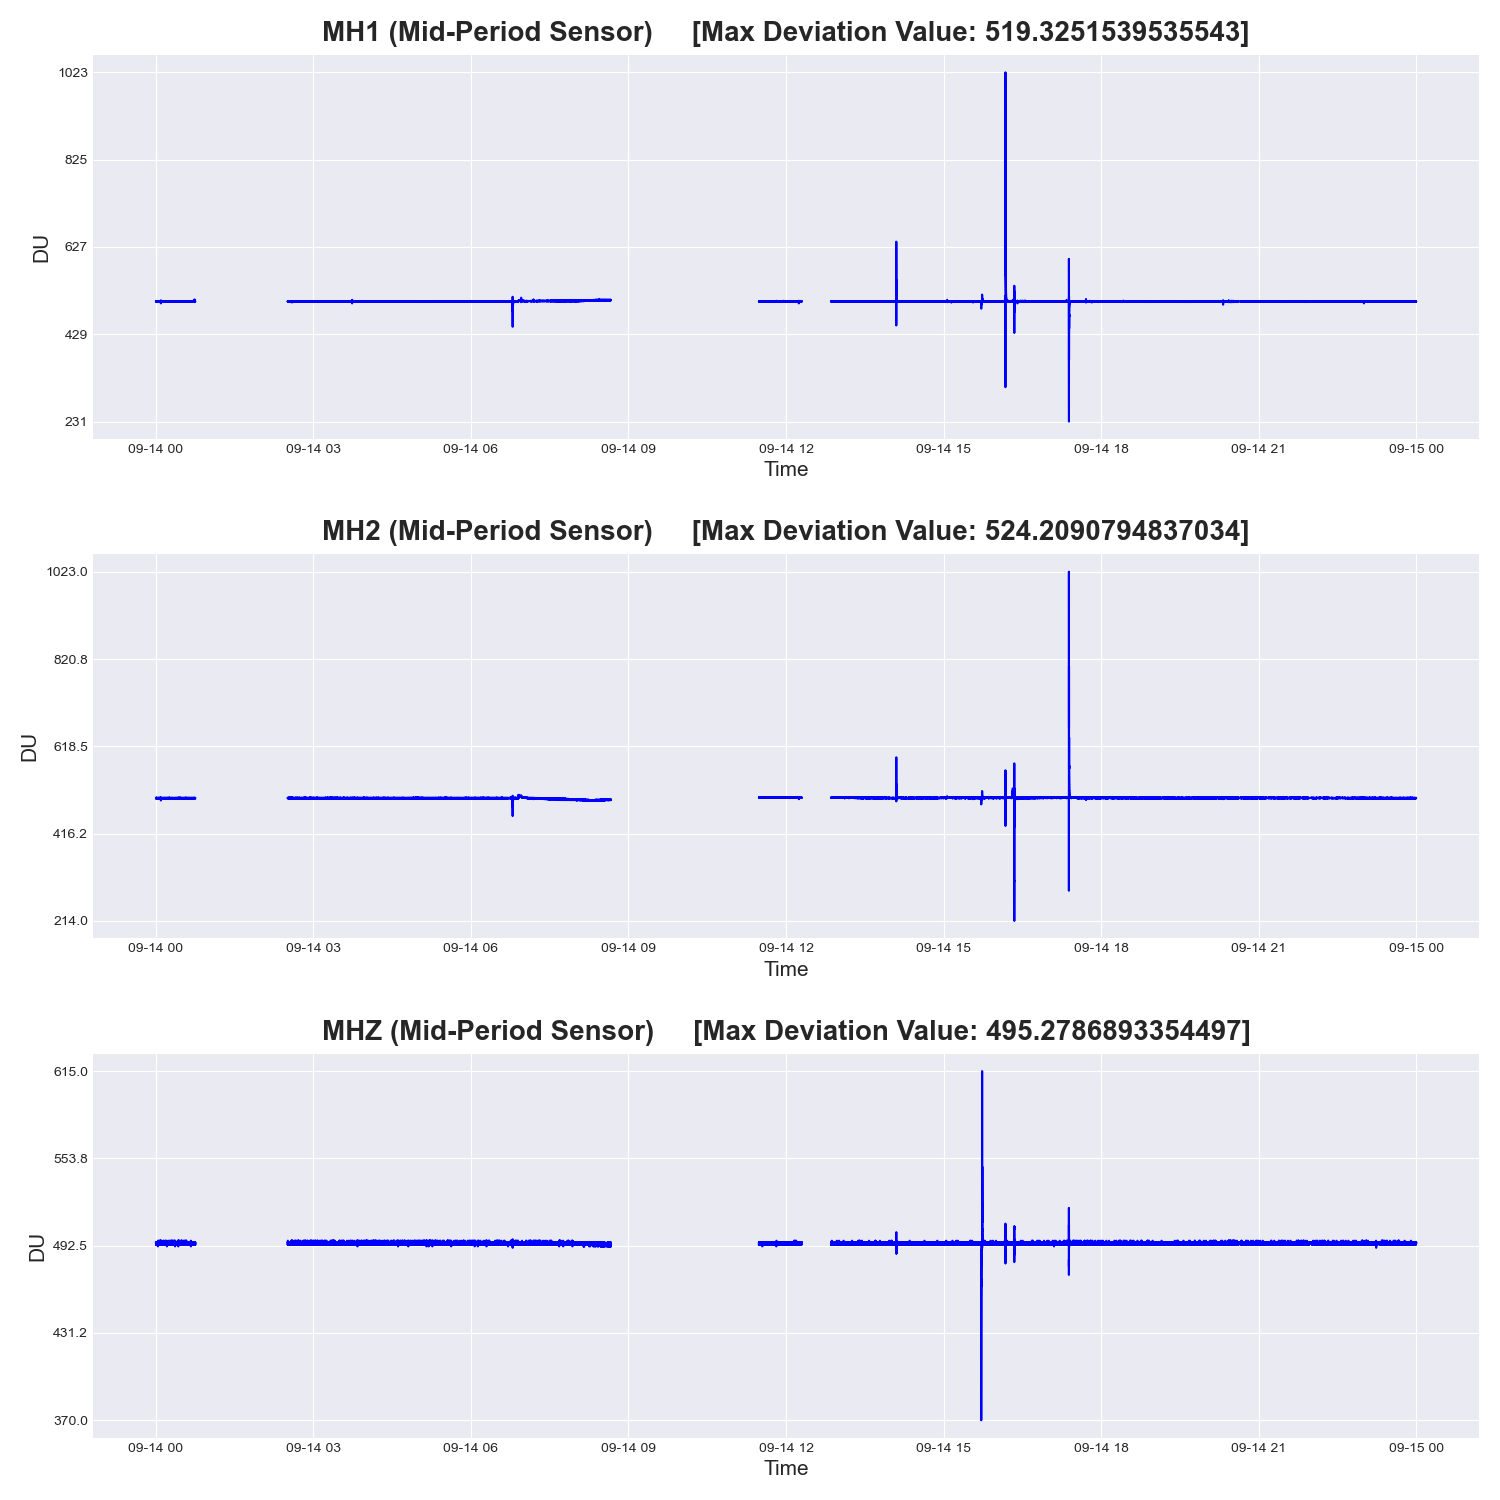 MH1 (Mid-Period Sensor) [Max Deviation Value: 519.3251539535543]
1023
825
627
429
231
DU
09-14 00 09-14 03 09-14 06 09-14 09 09-14 12 09-14 15 09-14 18 09-14 21 09-15 00
Time
MH2 (Mid-Period Sensor) [Max Deviation Value: 524.2090794837034]
1023.0
820.8
618.5
416.2
214.0
DU
09-14 00 09-14 03 09-14 06 09-14 09 09-14 12 09-14 15 09-14 18 09-14 21 09-15 00
Time
MHZ (Mid-Period Sensor) [Max Deviation Value: 495.2786893354497]
615.0
553.8
492.5
431.2
370.0
DU
09-14 00 09-14 03 09-14 06 09-14 09 09-14 12 09-14 15 09-14 18 09-14 21 09-15 00
Time